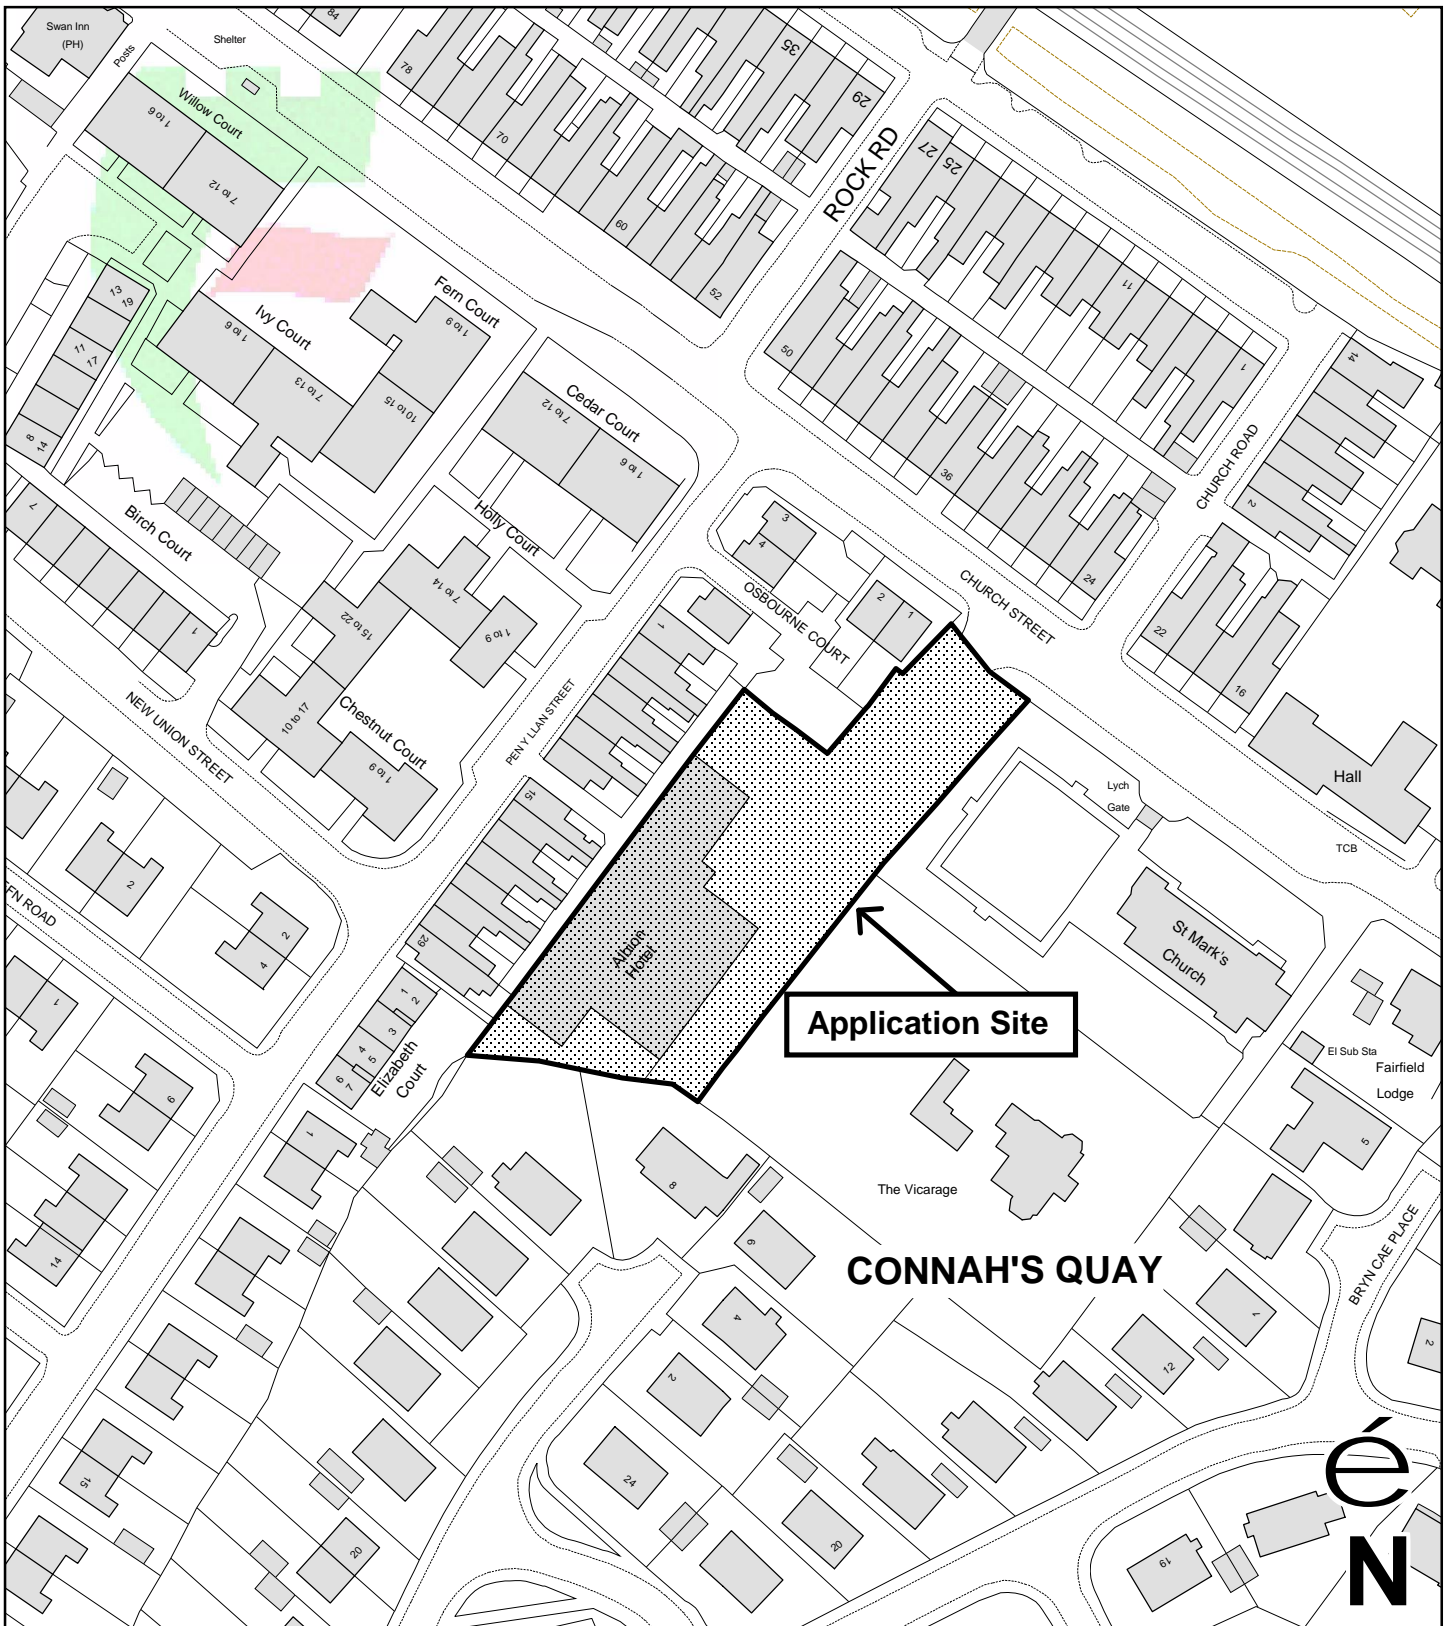 Swan Inn
(PH)
Posts
Shelter
84
78
35
29
Willow Court
1 to 6
7 to 12
70
60
52
ROCK RD
27
25
11
1
14
2
CHURCH ROAD
13
19
11
17
8
14
Ivy Court
1 to 6
7 to 13
Fern Court
1 to 9
10 to 15
Cedar Court
7 to 12
1 to 6
50
36
24
22
16
Birch Court
7
1
Holly Court
7 to 14
1 to 9
15 to 22
10 to 17
Chestnut Court
1 to 9
3
4
2
1
OSBOURNE COURT
CHURCH STREET
NEW UNION STREET
PEN Y LLAN STREET
1
15
29
Hall
Lych
Gate
TCB
St Mark's
Church
Albion
Hotel
Application Site
2
2
4
FN ROAD
1
1
2
3
4
5
6
7
Elizabeth
Court
El Sub Sta
Fairfield
Lodge
5
6
14
1
15
20
8
6
4
2
24
20
The Vicarage
CONNAH'S QUAY
BRYN CAE PLACE
7
12
2
19
é
N